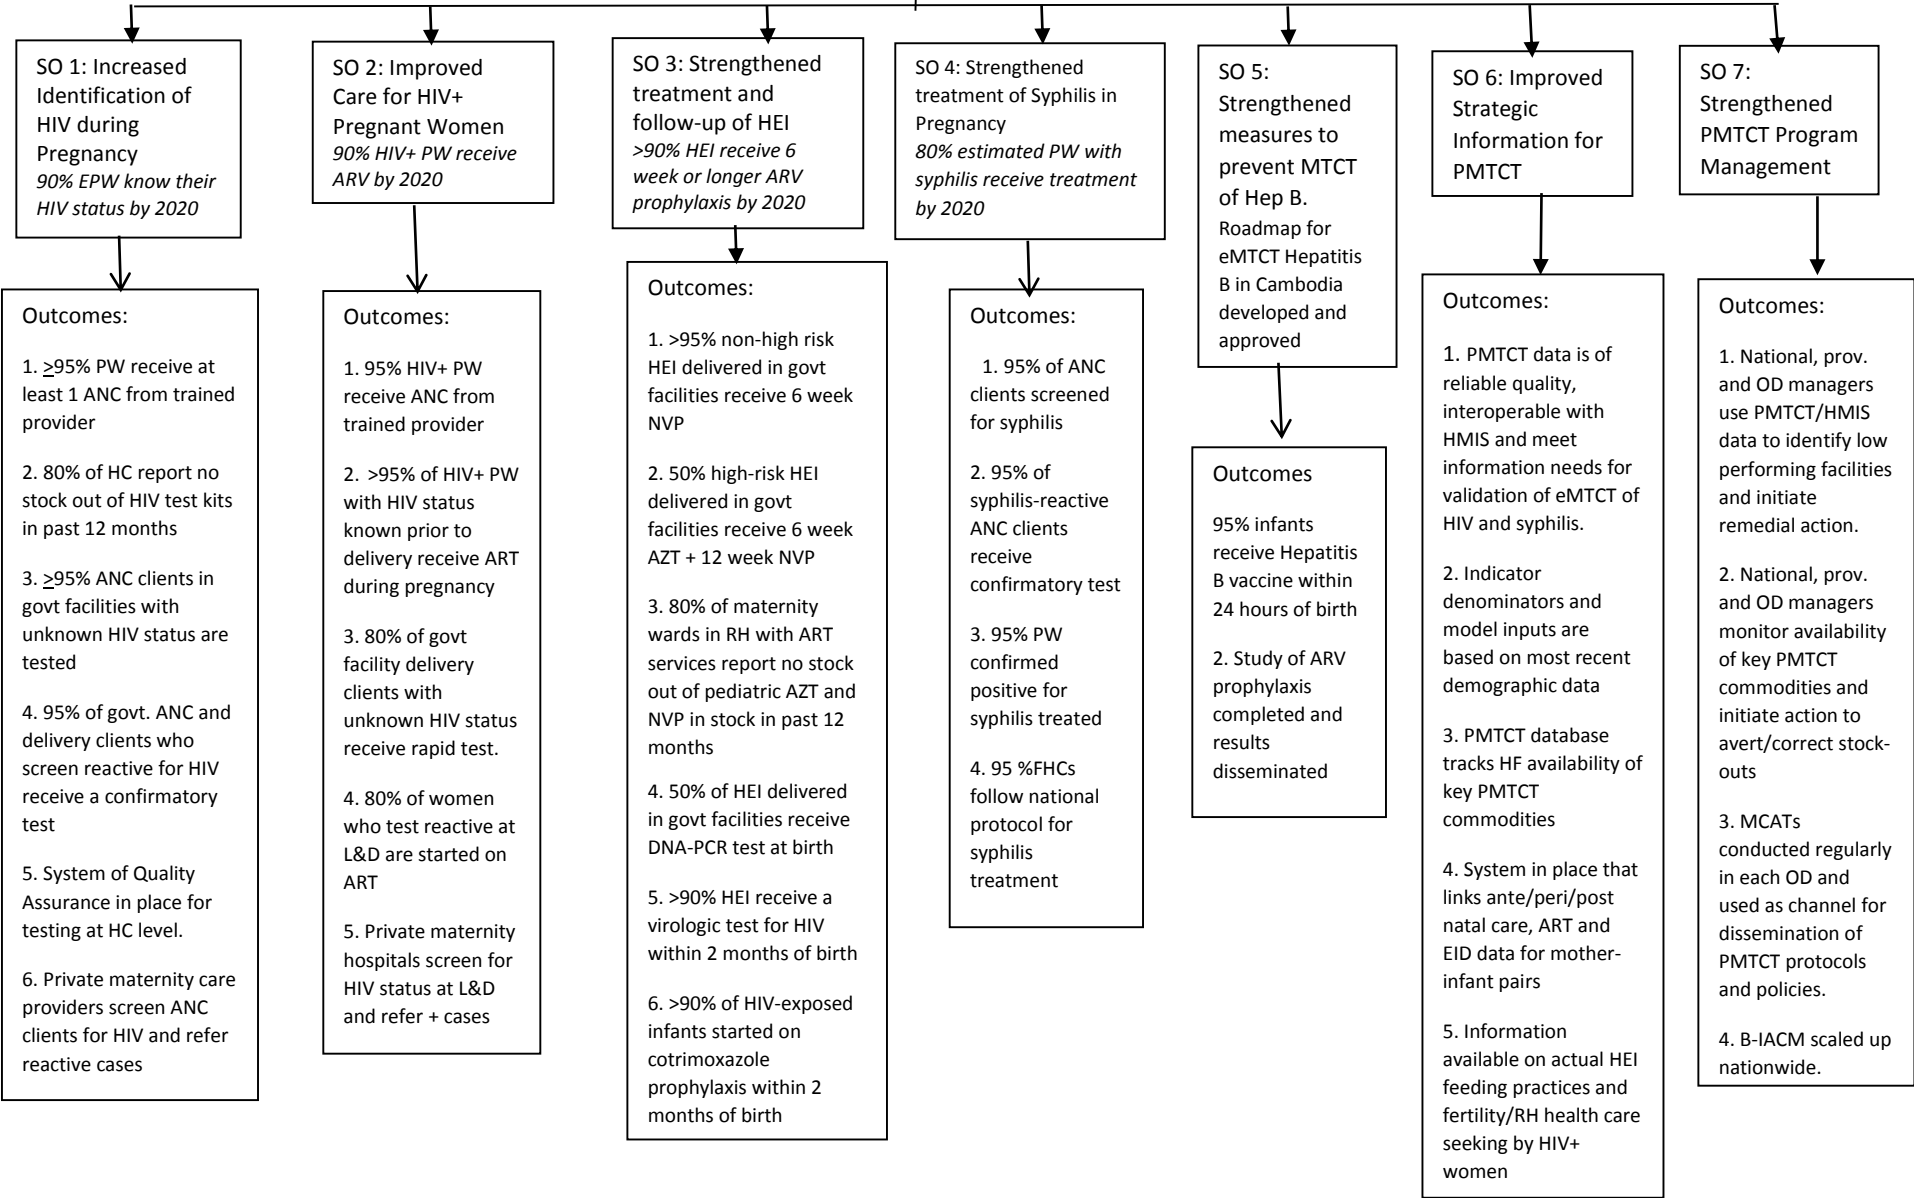 SO 1: Increased
Identification of
HIV during
Pregnancy
90% EPW know their
HIV status by 2020
SO 2: Improved
Care for HIV+
Pregnant Women
90% HIV+ PW receive
ARV by 2020
SO 3: Strengthened
treatment and
follow-up of HEI
>90% HEI receive 6
week or longer ARV
prophylaxis by 2020
SO 4: Strengthened
treatment of Syphilis in
Pregnancy
80% estimated PW with
syphilis receive treatment
by 2020
SO 5:
Strengthened
measures to
prevent MTCT
of Hep B.
Roadmap for
eMTCT Hepatitis
B in Cambodia
developed and
approved
SO 6: Improved
Strategic
Information for
PMTCT
SO 7:
Strengthened
PMTCT Program
Management
Outcomes:
1. ≥95% PW receive at
least 1 ANC from trained
provider
2. 80% of HC report no
stock out of HIV test kits
in past 12 months
3. ≥95% ANC clients in
govt facilities with
unknown HIV status are
tested
4. 95% of govt. ANC and
delivery clients who
screen reactive for HIV
receive a confirmatory
test
5. System of Quality
Assurance in place for
testing at HC level.
6. Private maternity care
providers screen ANC
clients for HIV and refer
reactive cases
Outcomes:
1. 95% HIV+ PW
receive ANC from
trained provider
2. >95% of HIV+ PW
with HIV status
known prior to
delivery receive ART
during pregnancy
3. 80% of govt
facility delivery
clients with
unknown HIV status
receive rapid test.
4. 80% of women
who test reactive at
L&D are started on
ART
5. Private maternity
hospitals screen for
HIV status at L&D
and refer + cases
Outcomes:
1. >95% non-high risk
HEI delivered in govt
facilities receive 6 week
NVP
2. 50% high-risk HEI
delivered in govt
facilities receive 6 week
AZT + 12 week NVP
3. 80% of maternity
wards in RH with ART
services report no stock
out of pediatric AZT and
NVP in stock in past 12
months
4. 50% of HEI delivered
in govt facilities receive
DNA-PCR test at birth
5. >90% HEI receive a
virologic test for HIV
within 2 months of birth
6. >90% of HIV-exposed
infants started on
cotrimoxazole
prophylaxis within 2
months of birth
Outcomes:
1. 95% of ANC
clients screened
for syphilis
2. 95% of
syphilis-reactive
ANC clients
receive
confirmatory test
3. 95% PW
confirmed
positive for
syphilis treated
4. 95 %FHCs
follow national
protocol for
syphilis
treatment
Outcomes
95% infants
receive Hepatitis
B vaccine within
24 hours of birth
2. Study of ARV
prophylaxis
completed and
results
disseminated
Outcomes:
1. PMTCT data is of
reliable quality,
interoperable with
HMIS and meet
information needs for
validation of eMTCT of
HIV and syphilis.
2. Indicator
denominators and
model inputs are
based on most recent
demographic data
3. PMTCT database
tracks HF availability of
key PMTCT
commodities
4. System in place that
links ante/peri/post
natal care, ART and
EID data for mother-
infant pairs
5. Information
available on actual HEI
feeding practices and
fertility/RH health care
seeking by HIV+
women
Outcomes:
1. National, prov.
and OD managers
use PMTCT/HMIS
data to identify low
performing facilities
and initiate
remedial action.
2. National, prov.
and OD managers
monitor availability
of key PMTCT
commodities and
initiate action to
avert/correct stock-
outs
3. MCATs
conducted regularly
in each OD and
used as channel for
dissemination of
PMTCT protocols
and policies.
4. B-IACM scaled up
nationwide.